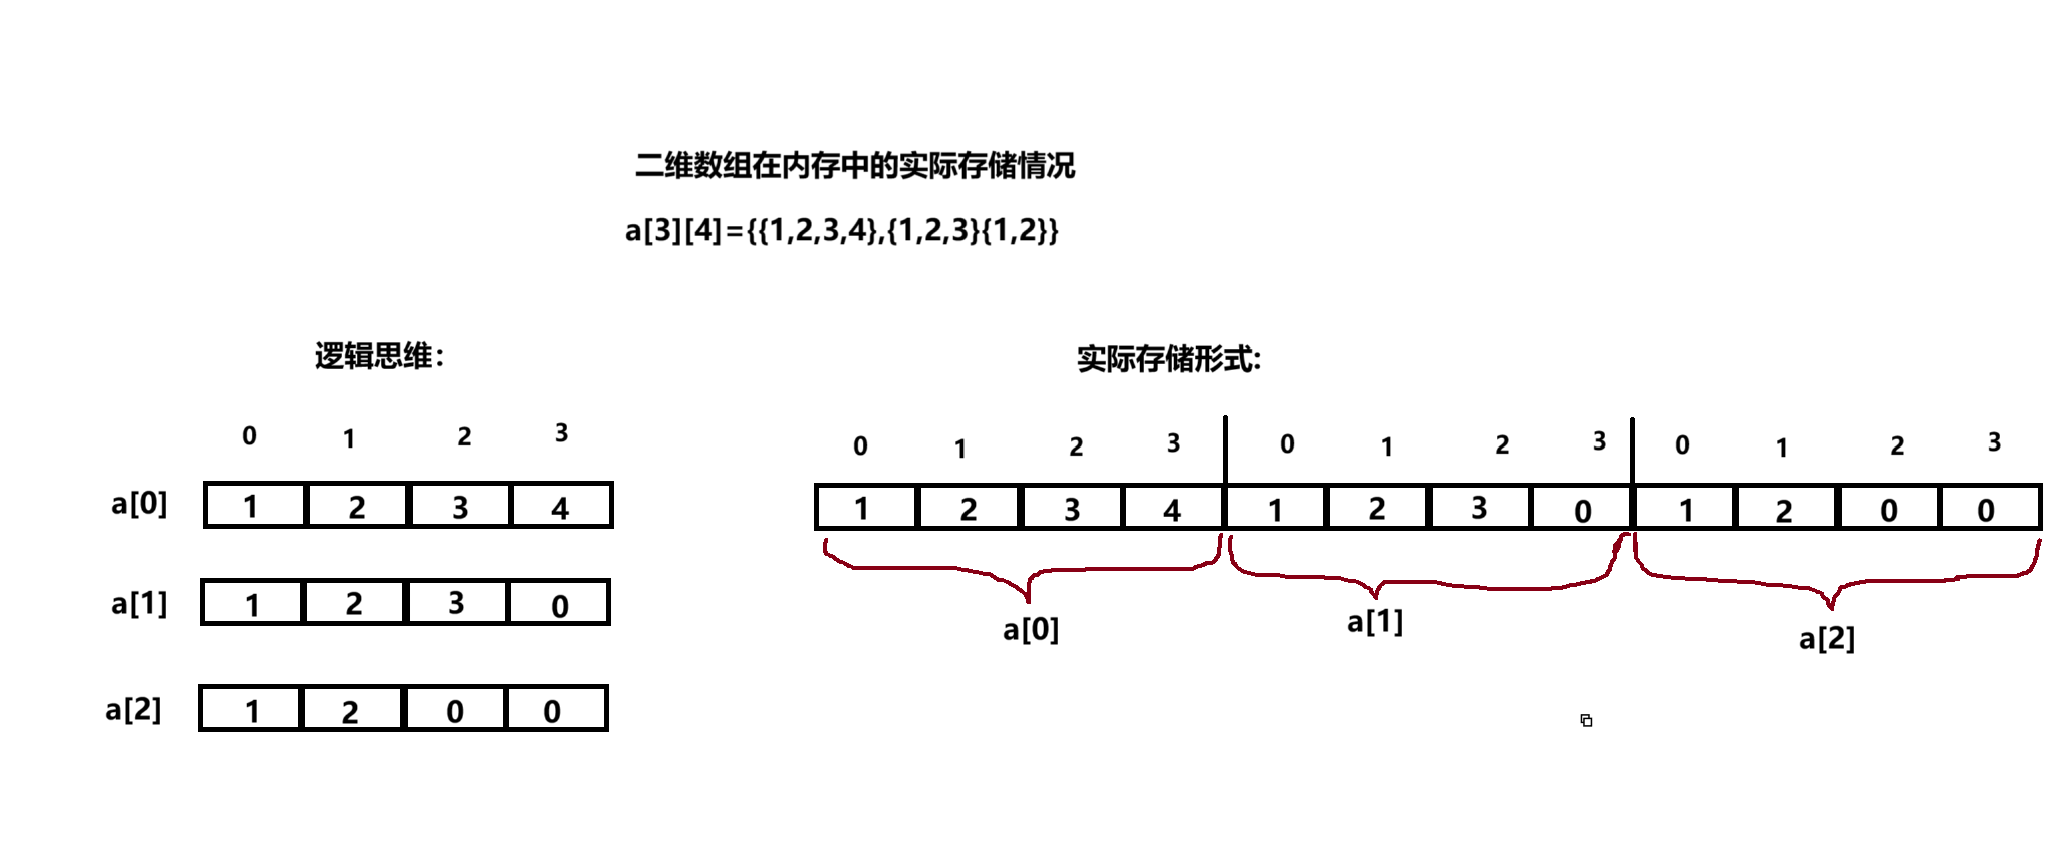 二维数组在内存中的实际存储情况
a[3][4]={{1,2,3,4},{1,2,3}{1,2}}
逻辑思维:
0 1 2 3
a[0] 1 2 3 4
a[1] 1 2 3 0
a[2] 1 2 0 0
实际存储形式:
0 1 2 3 0 1 2 3 0 1 2 3
1 2 3 4 1 2 3 0 1 2 0 0
a[0] a[1] a[2]